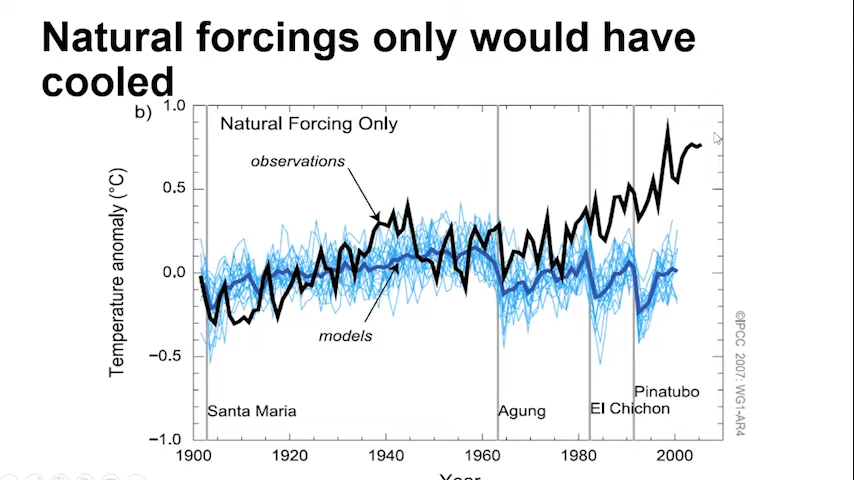 Natural forcings only would have
cooled
b)
1.0
Natural Forcing Only
observations
0.5
Temperature anomaly (°C)
0.0
models
−0.5
©IPCC 2007: WG1-AR4
Pinatubo
Santa Maria
Agung
El Chichon
−1.0
1900
1920
1940
1960
1980
2000
Year